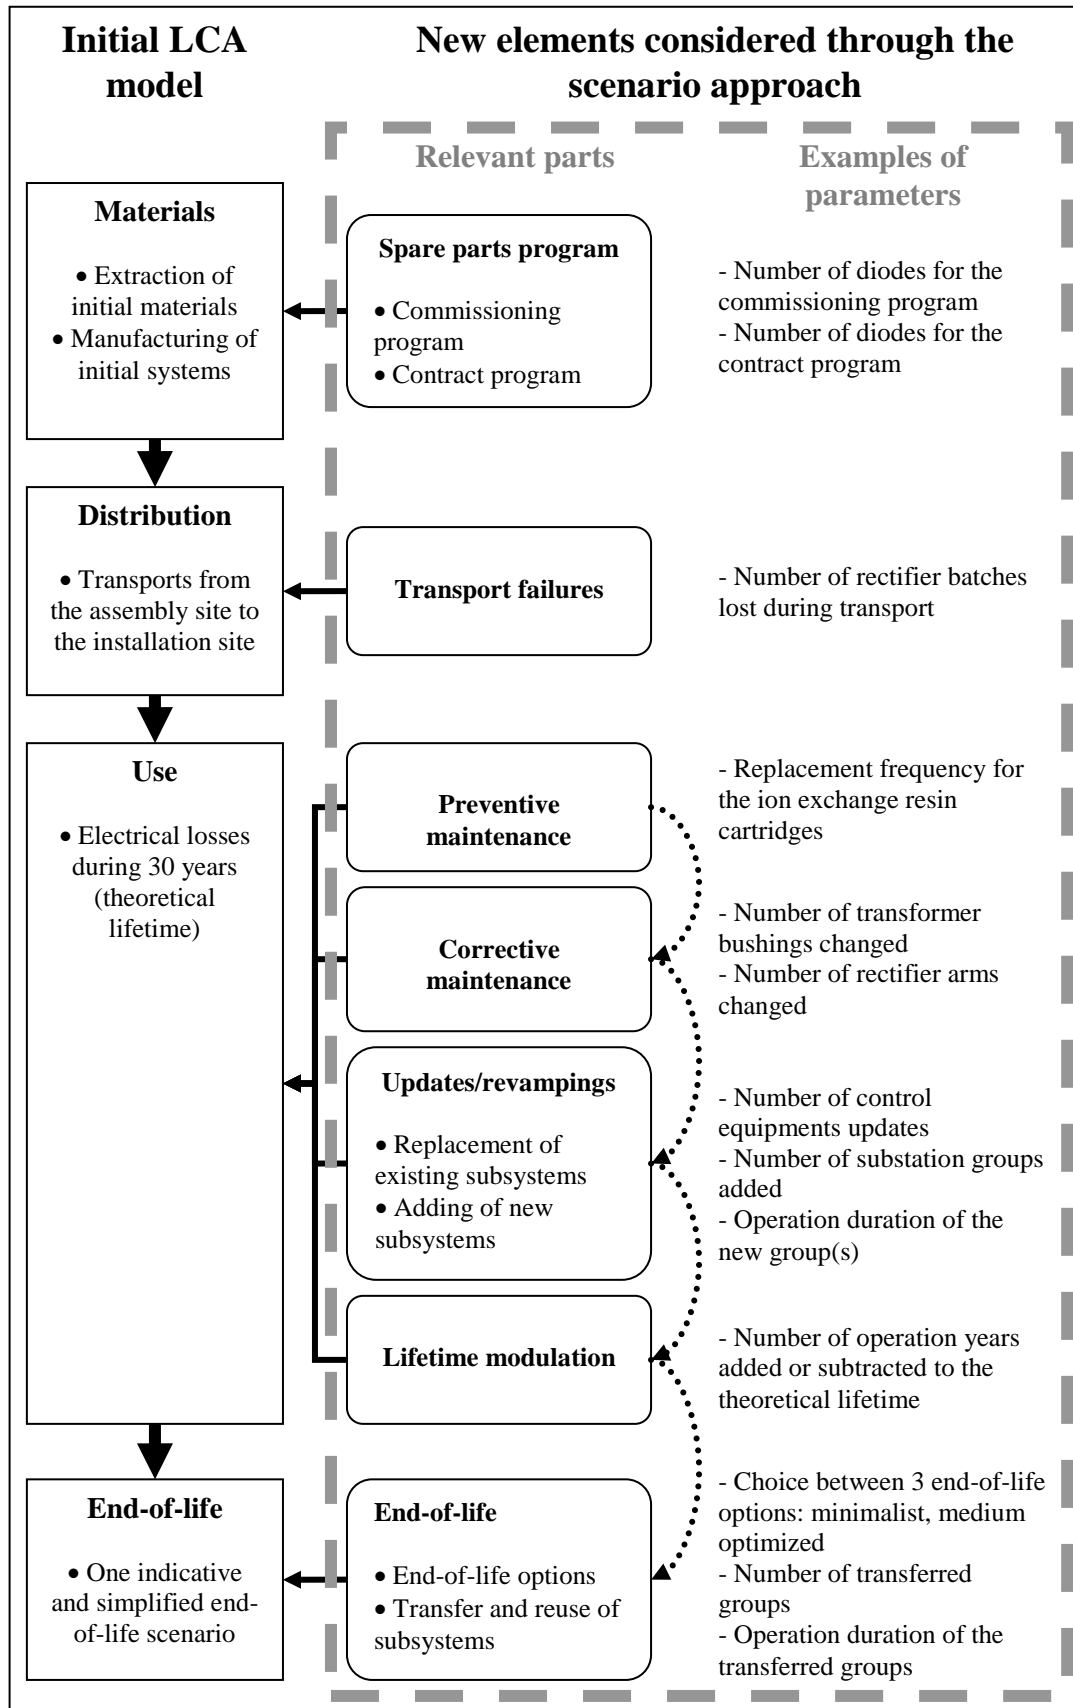 Initial LCA
model
New elements considered through the
scenario approach
Relevant parts
Examples of
parameters
Materials
• Extraction of
initial materials
• Manufacturing of
initial systems
Spare parts program
• Commissioning
program
• Contract program
- Number of diodes for the
commissioning program
- Number of diodes for the
contract program
Distribution
• Transports from
the assembly site to
the installation site
Transport failures
- Number of rectifier batches
lost during transport
Use
• Electrical losses
during 30 years
(theoretical
lifetime)
Preventive
maintenance
- Replacement frequency for
the ion exchange resin
cartridges
Corrective
maintenance
- Number of transformer
bushings changed
- Number of rectifier arms
changed
Updates/revampings
• Replacement of
existing subsystems
• Adding of new
subsystems
- Number of control
equipments updates
- Number of substation groups
added
- Operation duration of the
new group(s)
Lifetime modulation
- Number of operation years
added or subtracted to the
theoretical lifetime
End-of-life
• One indicative
and simplified end-
of-life scenario
End-of-life
• End-of-life options
• Transfer and reuse of
subsystems
- Choice between 3 end-of-life
options: minimalist, medium
optimized
- Number of transferred
groups
- Operation duration of the
transferred groups